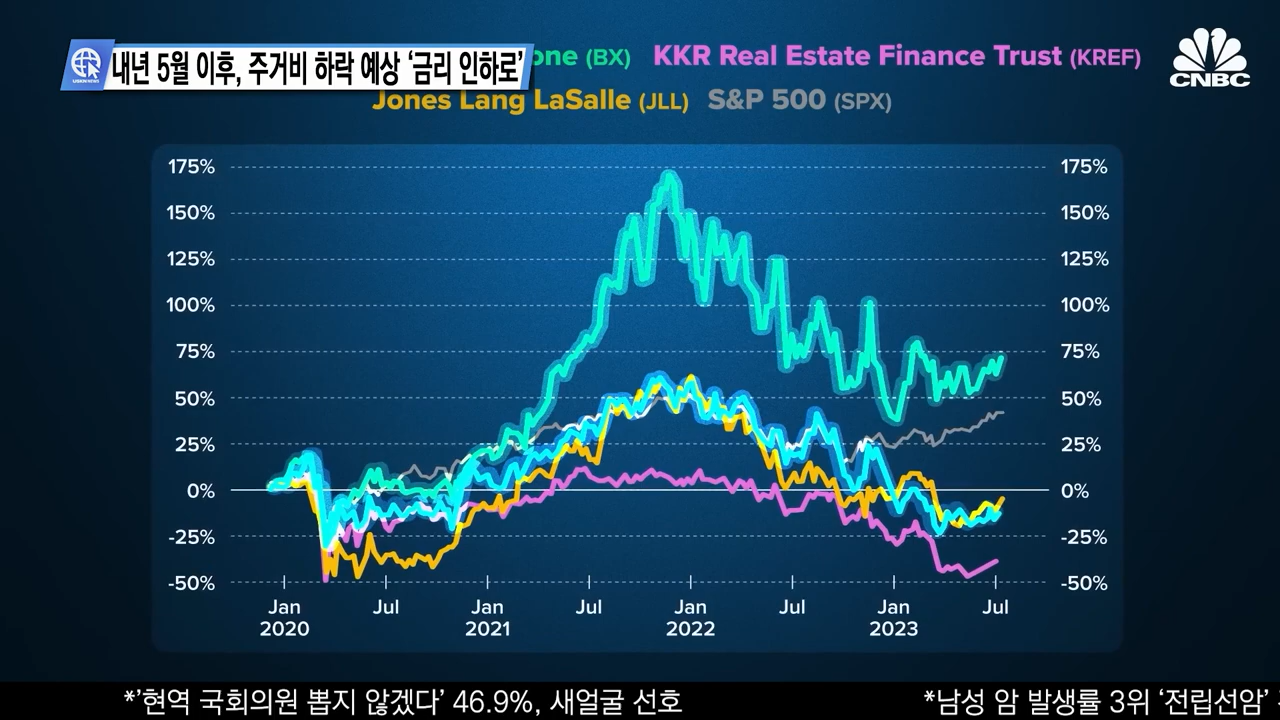 내년 5월 이후, 주거비 하락 예상 ‘금리 인하로’
one (BX) KKR Real Estate Finance Trust (KREF)
CNBC
Jones Lang LaSalle (JLL) S&P 500 (SPX)
175% 175%
150% 150%
125% 125%
100% 100%
75% 75%
50% 50%
25% 25%
0% 0%
-25% -25%
-50% -50%
Jan Jul Jan Jul Jan Jul Jan Jul
2020 2021 2022 2023
*’현역 국회의원 뽑지 않겠다’ 46.9%, 새얼굴 선호 *남성 암 발생률 3위 ‘전립선암’